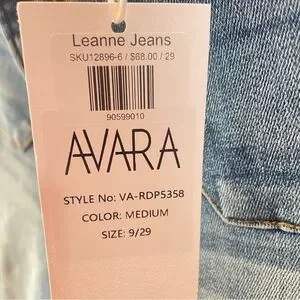 Leanne Jeans
SKU12896-6 / $68.00 / 29
90599010
AVARA
STYLE No: VA-RDP5358
COLOR: MEDIUM
SIZE: 9/29